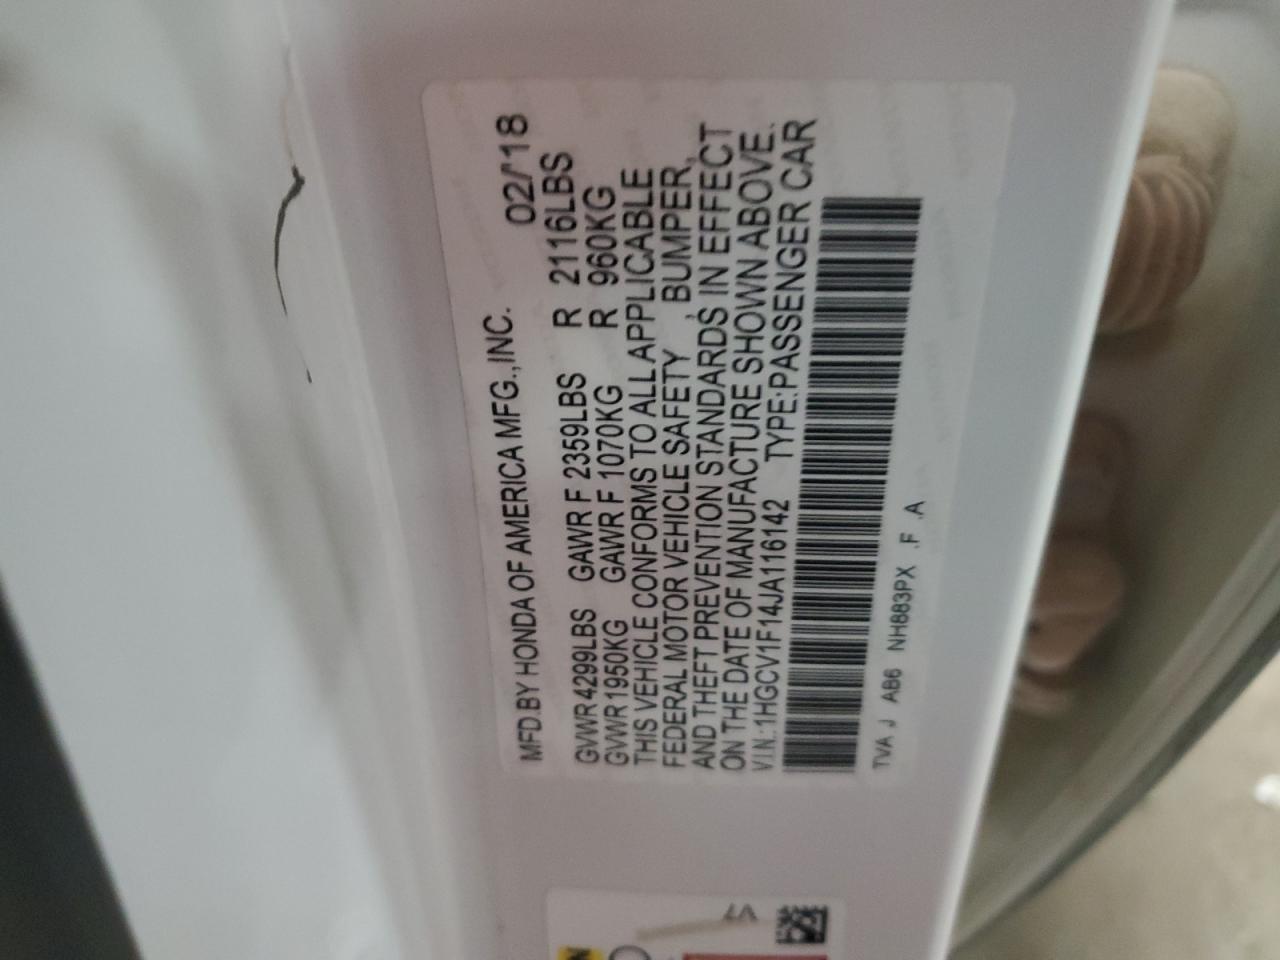 MFD.BY HONDA OF AMERICA MFG.,INC. 02/'18
GVWR 4299LBS GAWR F 2359LBS R 2116LBS
GVWR 1950KG GAWR F 1070KG R 960KG
THIS VEHICLE CONFORMS TO ALL APPLICABLE
FEDERAL MOTOR VEHICLE SAFETY , BUMPER,
AND THEFT PREVENTION STANDARDS IN EFFECT
ON THE DATE OF MANUFACTURE SHOWN ABOVE.
V.I.N.:1HGCV1F14JA116142 TYPE:PASSENGER CAR
TVA J AB6 NH883PX .F .A